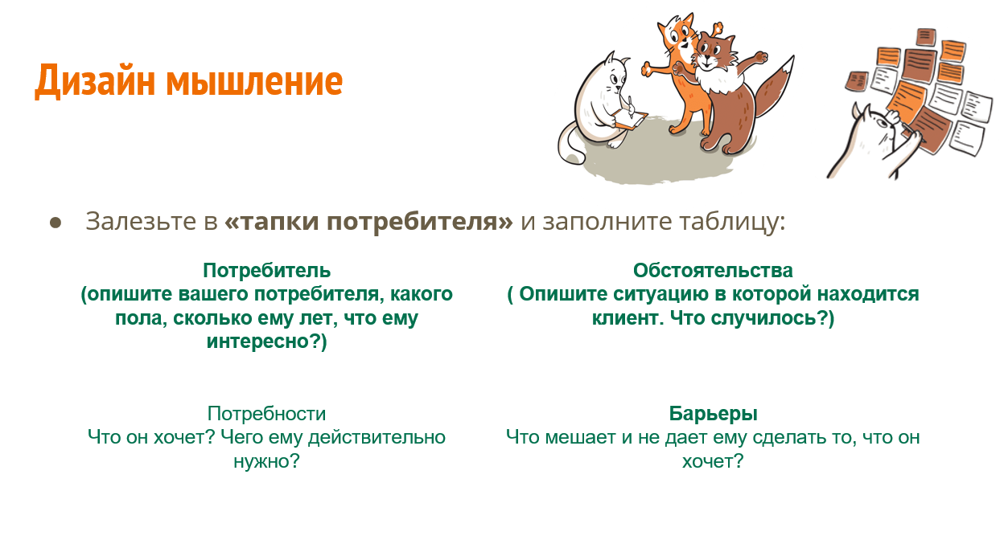 Дизайн мышление
● Залезьте в «тапки потребителя» и заполните таблицу:
Потребитель
(опишите вашего потребителя, какого
пола, сколько ему лет, что ему
интересно?)
Обстоятельства
( Опишите ситуацию в которой находится
клиент. Что случилось?)
Потребности
Что он хочет? Чего ему действительно
нужно?
Барьеры
Что мешает и не дает ему сделать то, что он
хочет?